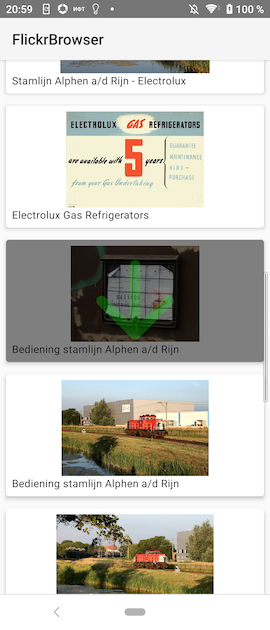 20:59 ИФТ 100 %
FlickrBrowser
Stamlijn Alphen a/d Rijn - Electrolux
ELECTROLUX GAS REFRIGERATORS
are available with 5 years
GUARANTEE
MAINTENANCE
HIRE -
PURCHASE
from your Gas Undertaking
Electrolux Gas Refrigerators
Bediening stamlijn Alphen a/d Rijn
Bediening stamlijn Alphen a/d Rijn